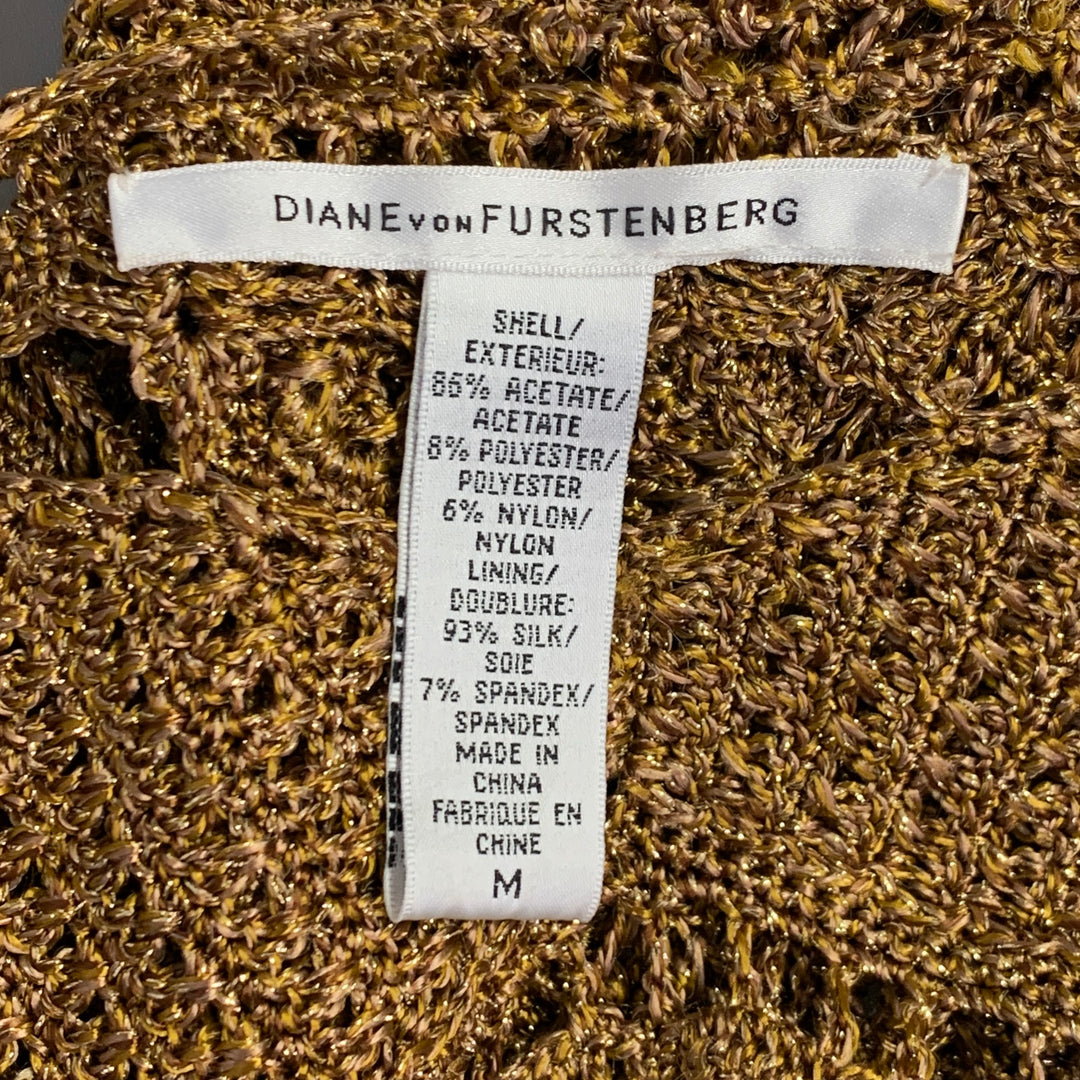 DIANE VON FURSTENBERG
SHELL/
EXTERIEUR:
86% ACETATE/
ACETATE
8% POLYESTER/
POLYESTER
6% NYLON/
NYLON
LINING/
DOUBLURE:
93% SILK/
SOIE
7% SPANDEX/
SPANDEX
MADE IN
CHINA
FABRIQUE EN
CHINE
M